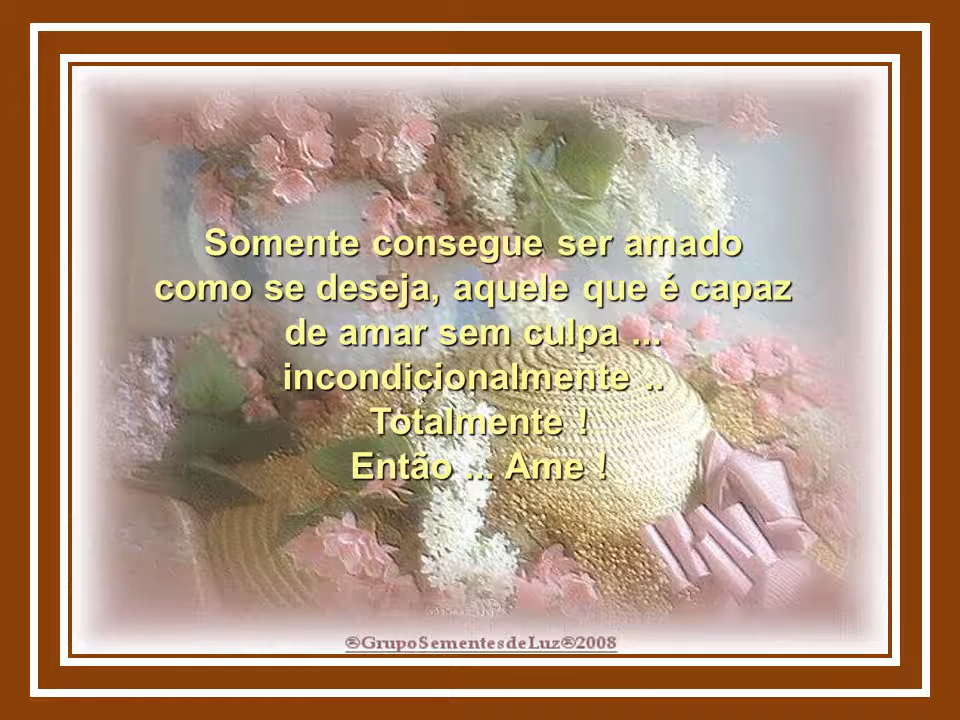 Somente consegue ser amado
como se deseja, aquele que é capaz
de amar sem culpa ...
incondicionalmente ..
Totalmente !
Então ... Ame !
®GrupoSementesdeLuz®2008